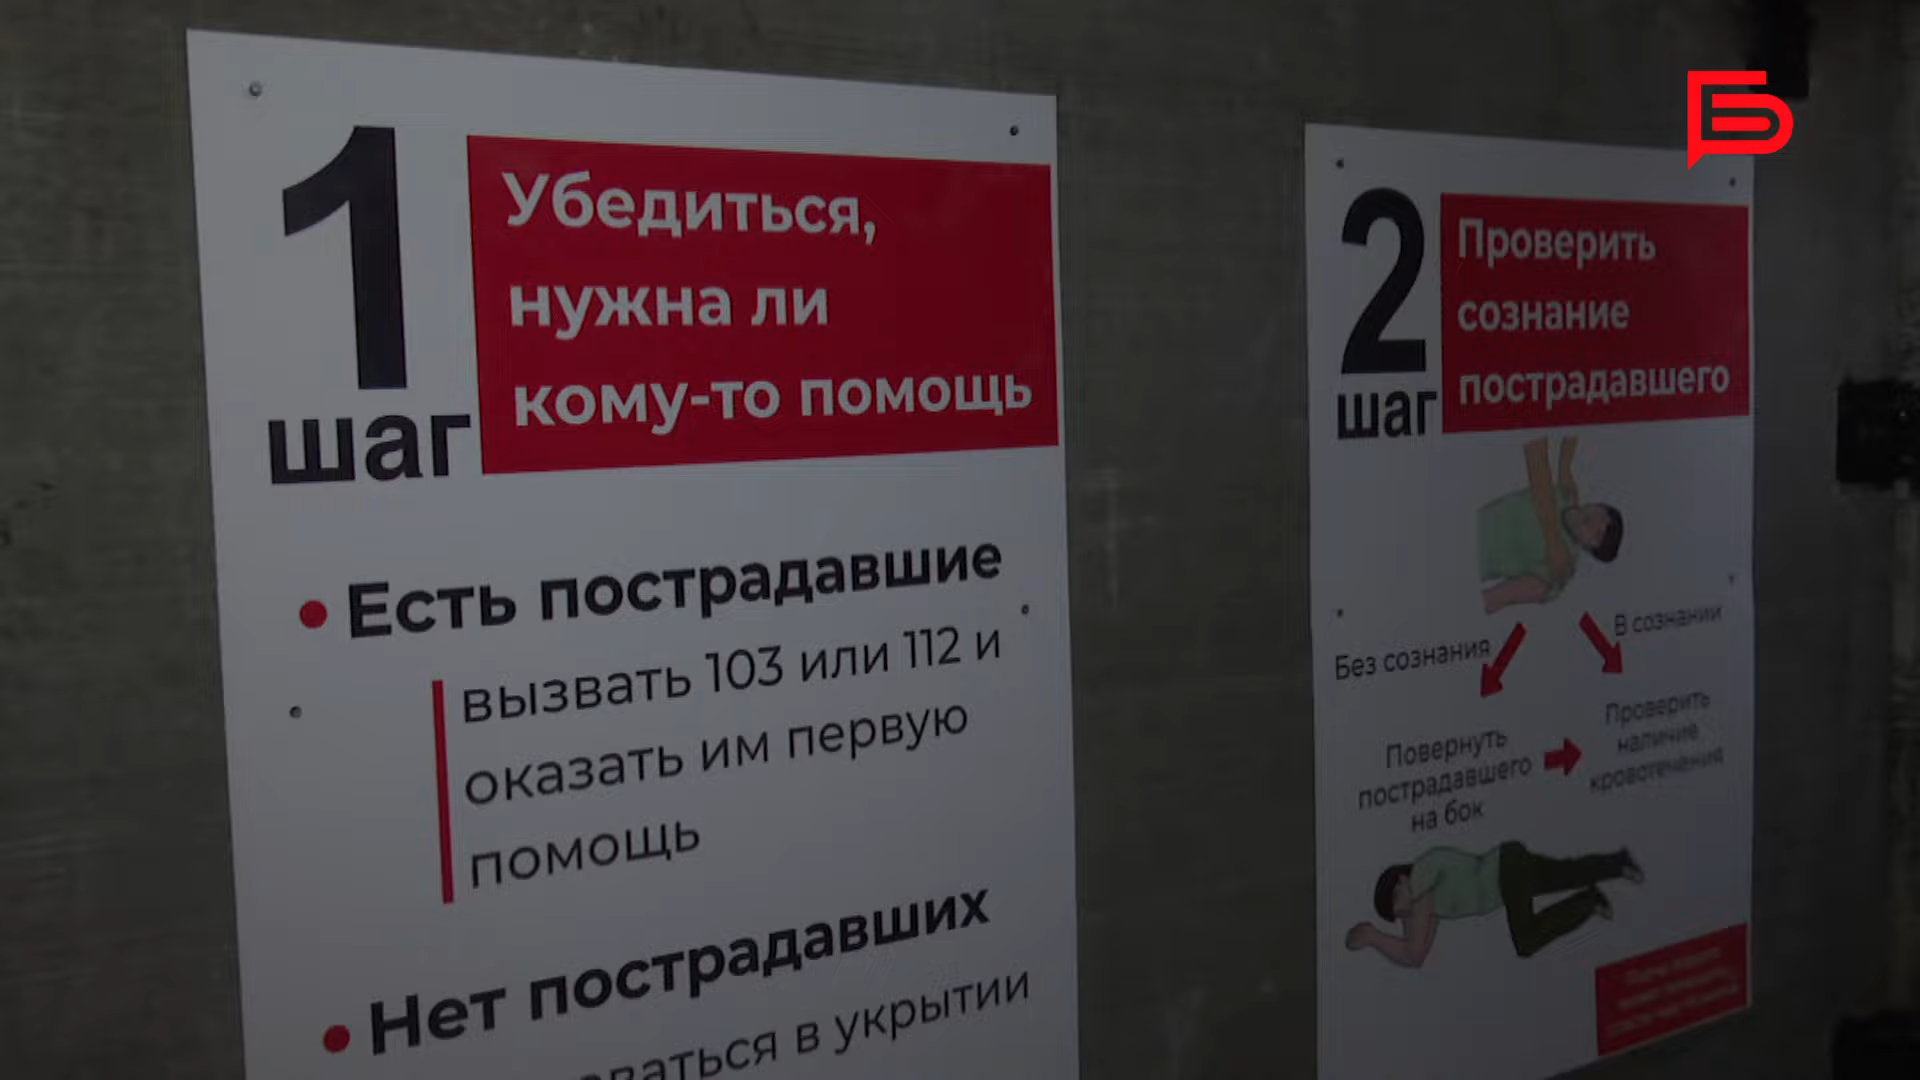 1
шаг
Убедиться,
нужна ли
кому-то помощь
• Есть пострадавшие
вызвать 103 или 112 и
оказать им первую
помощь
• Нет пострадавших
в укрытии
2
шаг
Проверить
сознание
пострадавшего
Без сознания
В сознании
Повернуть
пострадавшего
на бок
Проверить
наличие
кровотечения
Б